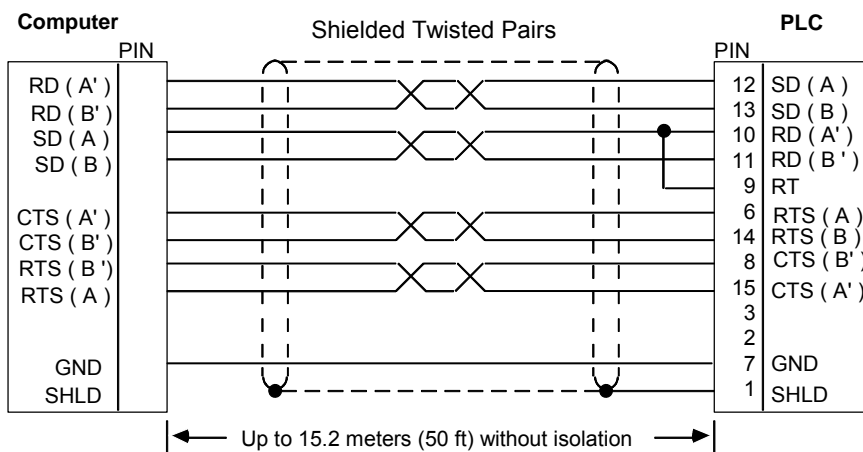 Computer
Shielded Twisted Pairs
PLC
PIN
PIN
RD ( A' )
12 SD ( A )
RD ( B' )
13 SD ( B )
SD ( A )
10 RD ( A' )
SD ( B )
11 RD ( B ' )
9 RT
CTS ( A' )
6 RTS ( A )
CTS ( B' )
14 RTS ( B )
RTS ( B ')
8 CTS ( B' )
RTS ( A )
15 CTS ( A' )
3
2
GND
7 GND
SHLD
1 SHLD
Up to 15.2 meters (50 ft) without isolation